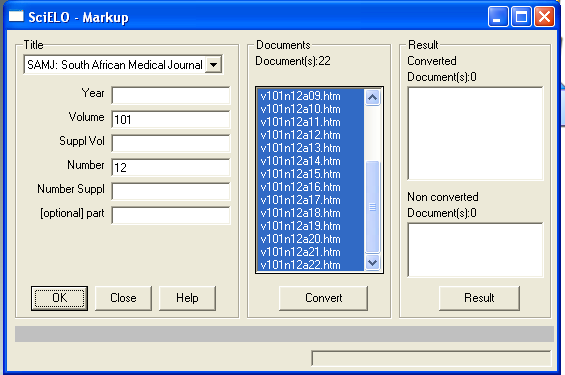 SciELO - Markup
Title
SAMJ: South African Medical Journal
Year
Volume 101
Suppl Vol
Number 12
Number Suppl
[optional] part
OK Close Help
Documents
Document(s):22
v101n12a09.htm
v101n12a10.htm
v101n12a11.htm
v101n12a12.htm
v101n12a13.htm
v101n12a14.htm
v101n12a15.htm
v101n12a16.htm
v101n12a17.htm
v101n12a18.htm
v101n12a19.htm
v101n12a20.htm
v101n12a21.htm
v101n12a22.htm
Convert
Result
Converted
Document(s):0
Non converted
Document(s):0
Result